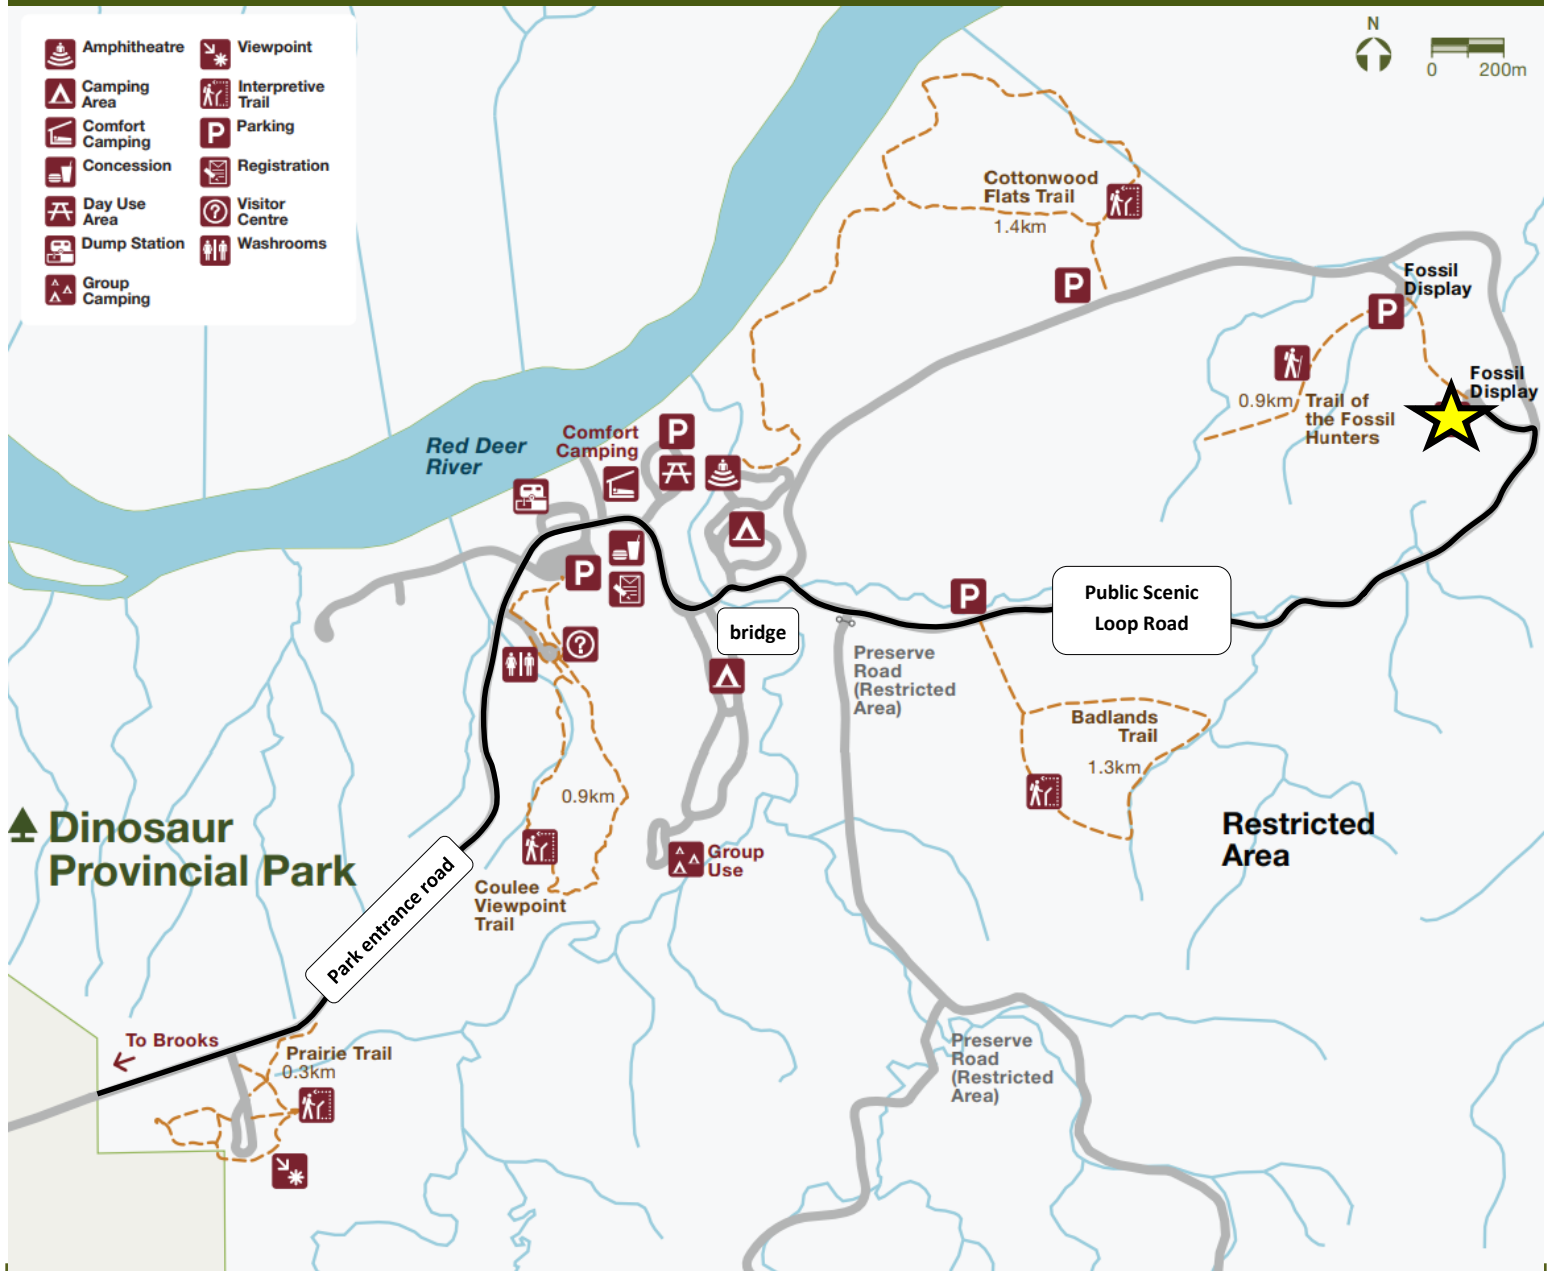 Amphitheatre
Camping
Area
Comfort
Camping
Concession
Day Use
Area
Dump Station
Group
Camping
Viewpoint
Interpretive
Trail
P
Parking
Registration
?
Visitor
Centre
Washrooms
N
0 200m
Cottonwood
Flats Trail
1.4km
P
Fossil
Display
P
Fossil
Display
0.9km
Trail of
the Fossil
Hunters
Red Deer
River
Comfort
Camping
P
P
?
bridge
P
Public Scenic
Loop Road
Preserve
Road
(Restricted
Area)
Badlands
Trail
1.3km
0.9km
Restricted
Area
Dinosaur
Provincial Park
Group
Use
Coulee
Viewpoint
Trail
Park entrance road
To Brooks
Prairie Trail
0.3km
Preserve
Road
(Restricted
Area)